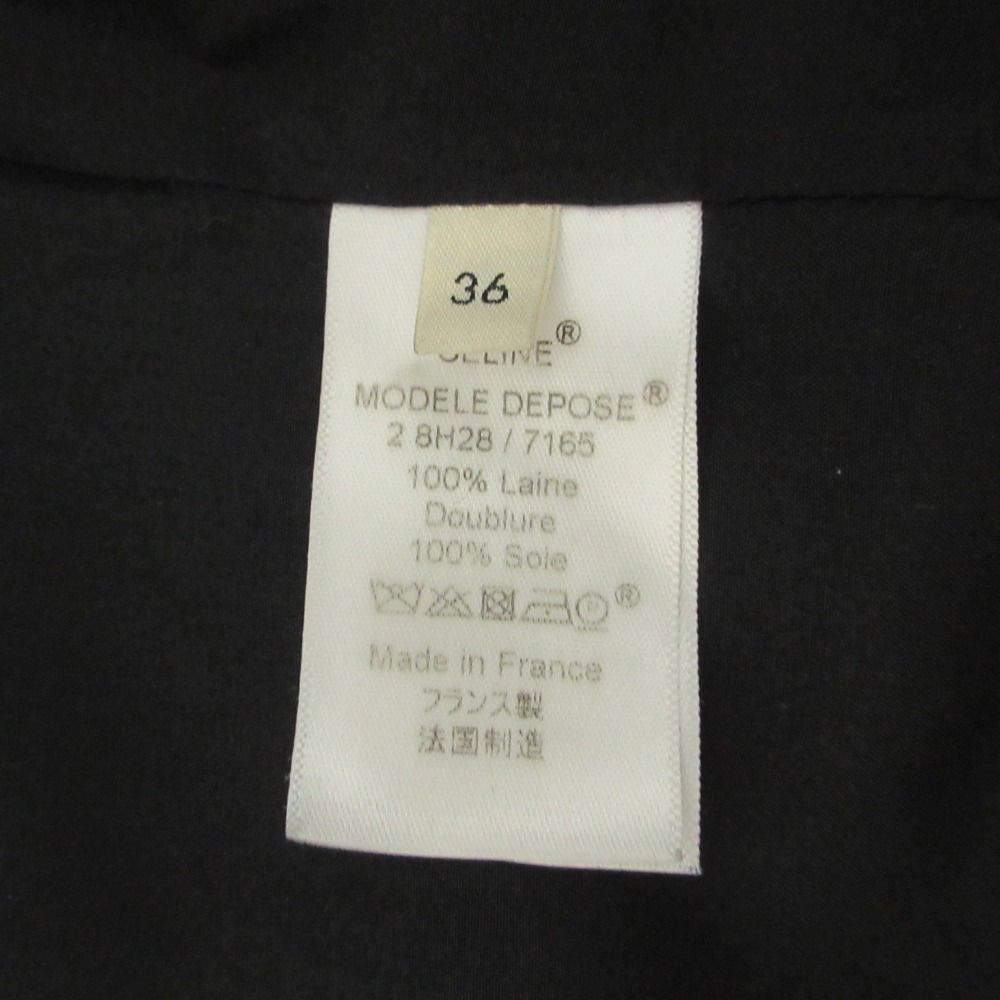 36
CELINE®
MODELE DEPOSE®
2 8H28 / 7165
100% Laine
Doublure
100% Soie
P ®
Made in France
フランス製
法国制造